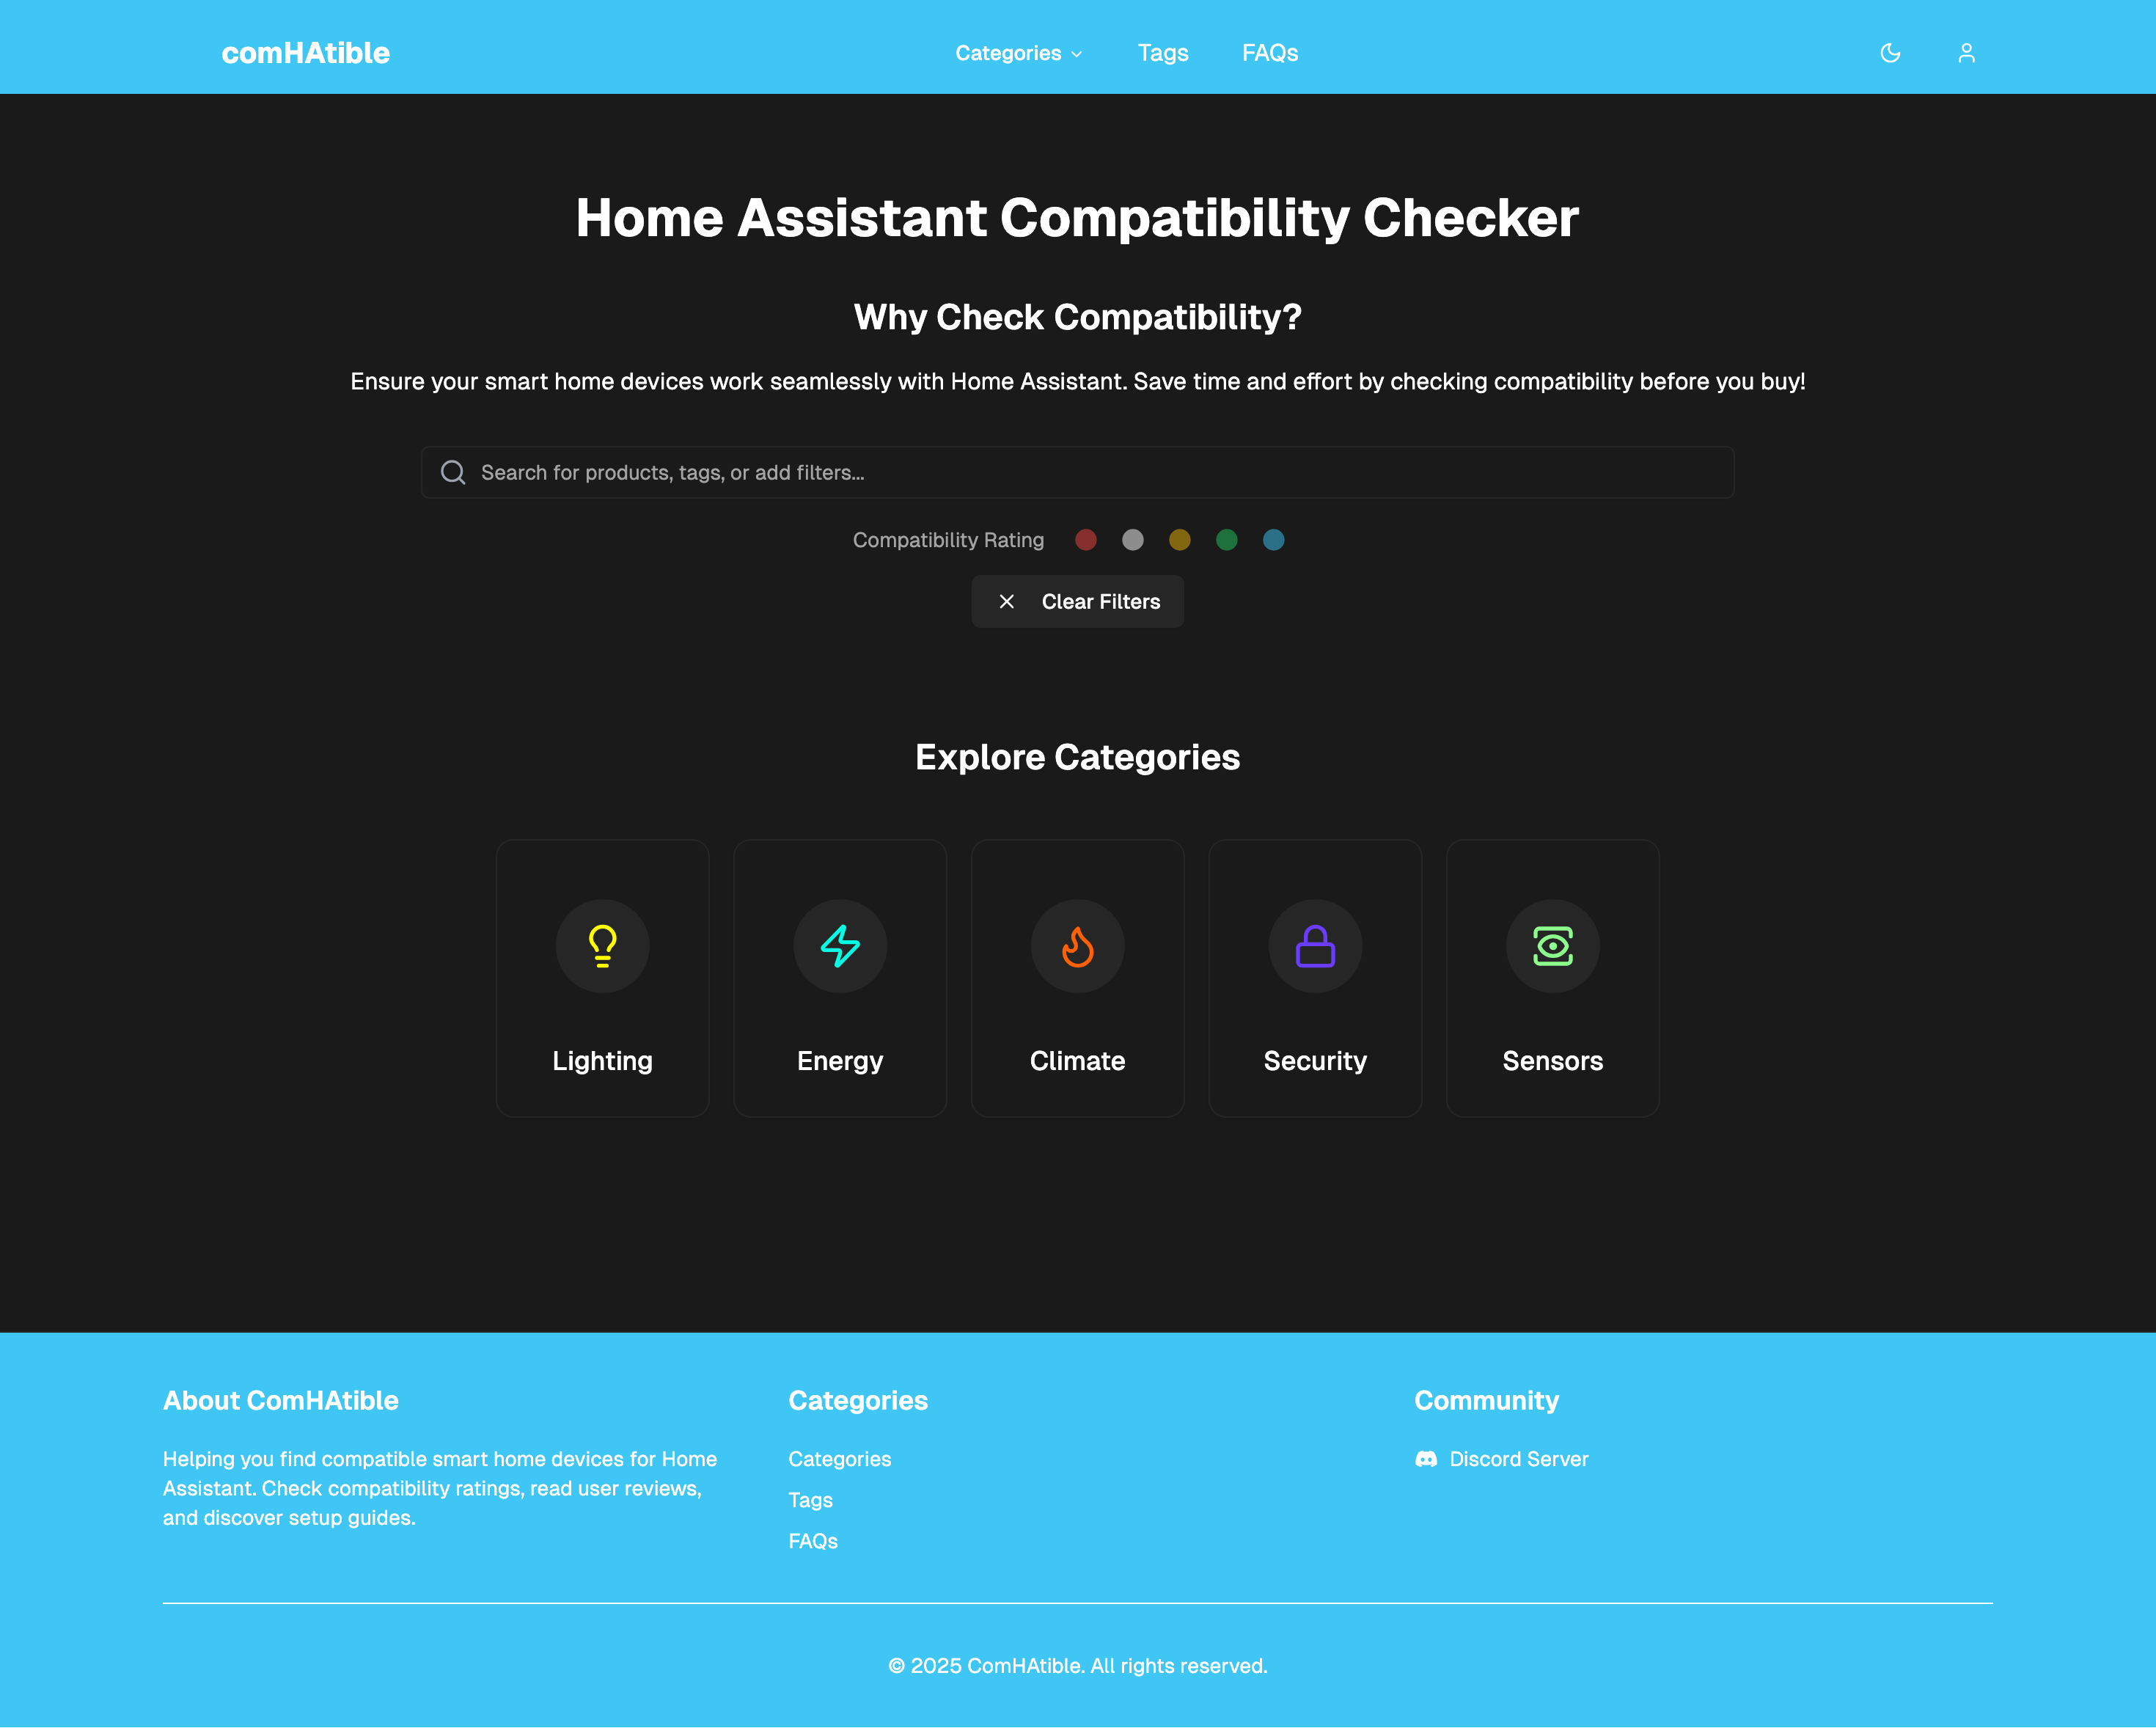 comHAtible
Categories
Tags
FAQs
Home Assistant Compatibility Checker
Why Check Compatibility?
Ensure your smart home devices work seamlessly with Home Assistant. Save time and effort by checking compatibility before you buy!
Search for products, tags, or add filters...
Compatibility Rating
Clear Filters
Explore Categories
Lighting
Energy
Climate
Security
Sensors
About ComHAtible
Helping you find compatible smart home devices for Home
Assistant. Check compatibility ratings, read user reviews,
and discover setup guides.
Categories
Categories
Tags
FAQs
Community
Discord Server
© 2025 ComHAtible. All rights reserved.